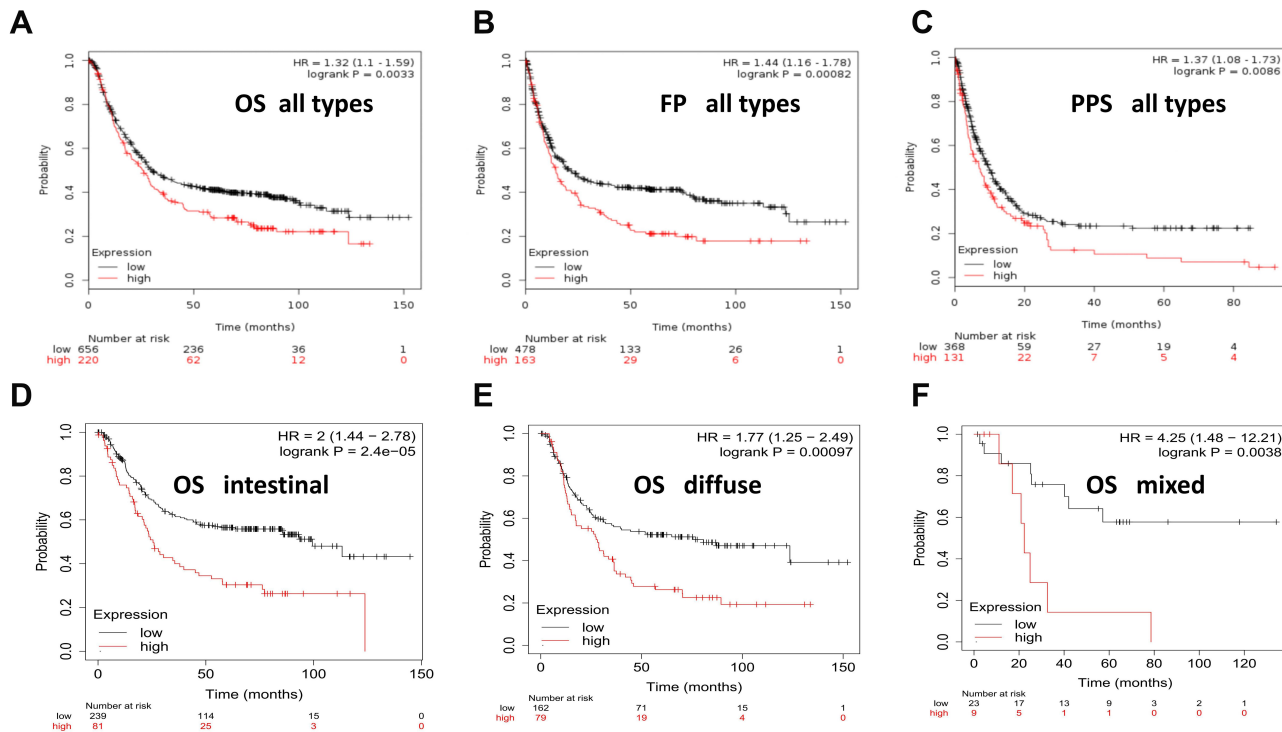 A
HR = 1.32 (1.1 - 1.59)
logrank P = 0.0033
OS all types
Probability
1.0
0.8
0.6
0.4
0.2
0.0
Expression
low
high
0 50 100 150
Time (months)
Number at risk
low 656 236 36 1
high 220 62 12 0
B
HR = 1.44 (1.16 - 1.78)
logrank P = 0.00082
FP all types
Probability
1.0
0.8
0.6
0.4
0.2
0.0
Expression
low
high
0 50 100 150
Time (months)
Number at risk
low 478 133 26 1
high 163 29 6 0
C
HR = 1.37 (1.08 - 1.73)
logrank P = 0.0086
PPS all types
Probability
1.0
0.8
0.6
0.4
0.2
0.0
Expression
low
high
0 20 40 60 80
Time (months)
Number at risk
low 368 59 27 19 4
high 131 22 7 5 4
D
HR = 2 (1.44 − 2.78)
logrank P = 2.4e−05
OS intestinal
Probability
1.0
0.8
0.6
0.4
0.2
0.0
Expression
low
high
0 50 100 150
Time (months)
Number at risk
low 239 114 15 0
high 81 25 3 0
E
HR = 1.77 (1.25 − 2.49)
logrank P = 0.00097
OS diffuse
Probability
1.0
0.8
0.6
0.4
0.2
0.0
Expression
low
high
0 50 100 150
Time (months)
Number at risk
low 162 71 15 1
high 79 19 4 0
F
HR = 4.25 (1.48 − 12.21)
logrank P = 0.0038
OS mixed
Probability
1.0
0.8
0.6
0.4
0.2
0.0
Expression
low
high
0 20 40 60 80 100 120
Time (months)
Number at risk
low 23 17 13 9 3 2 1
high 9 5 1 1 0 0 0